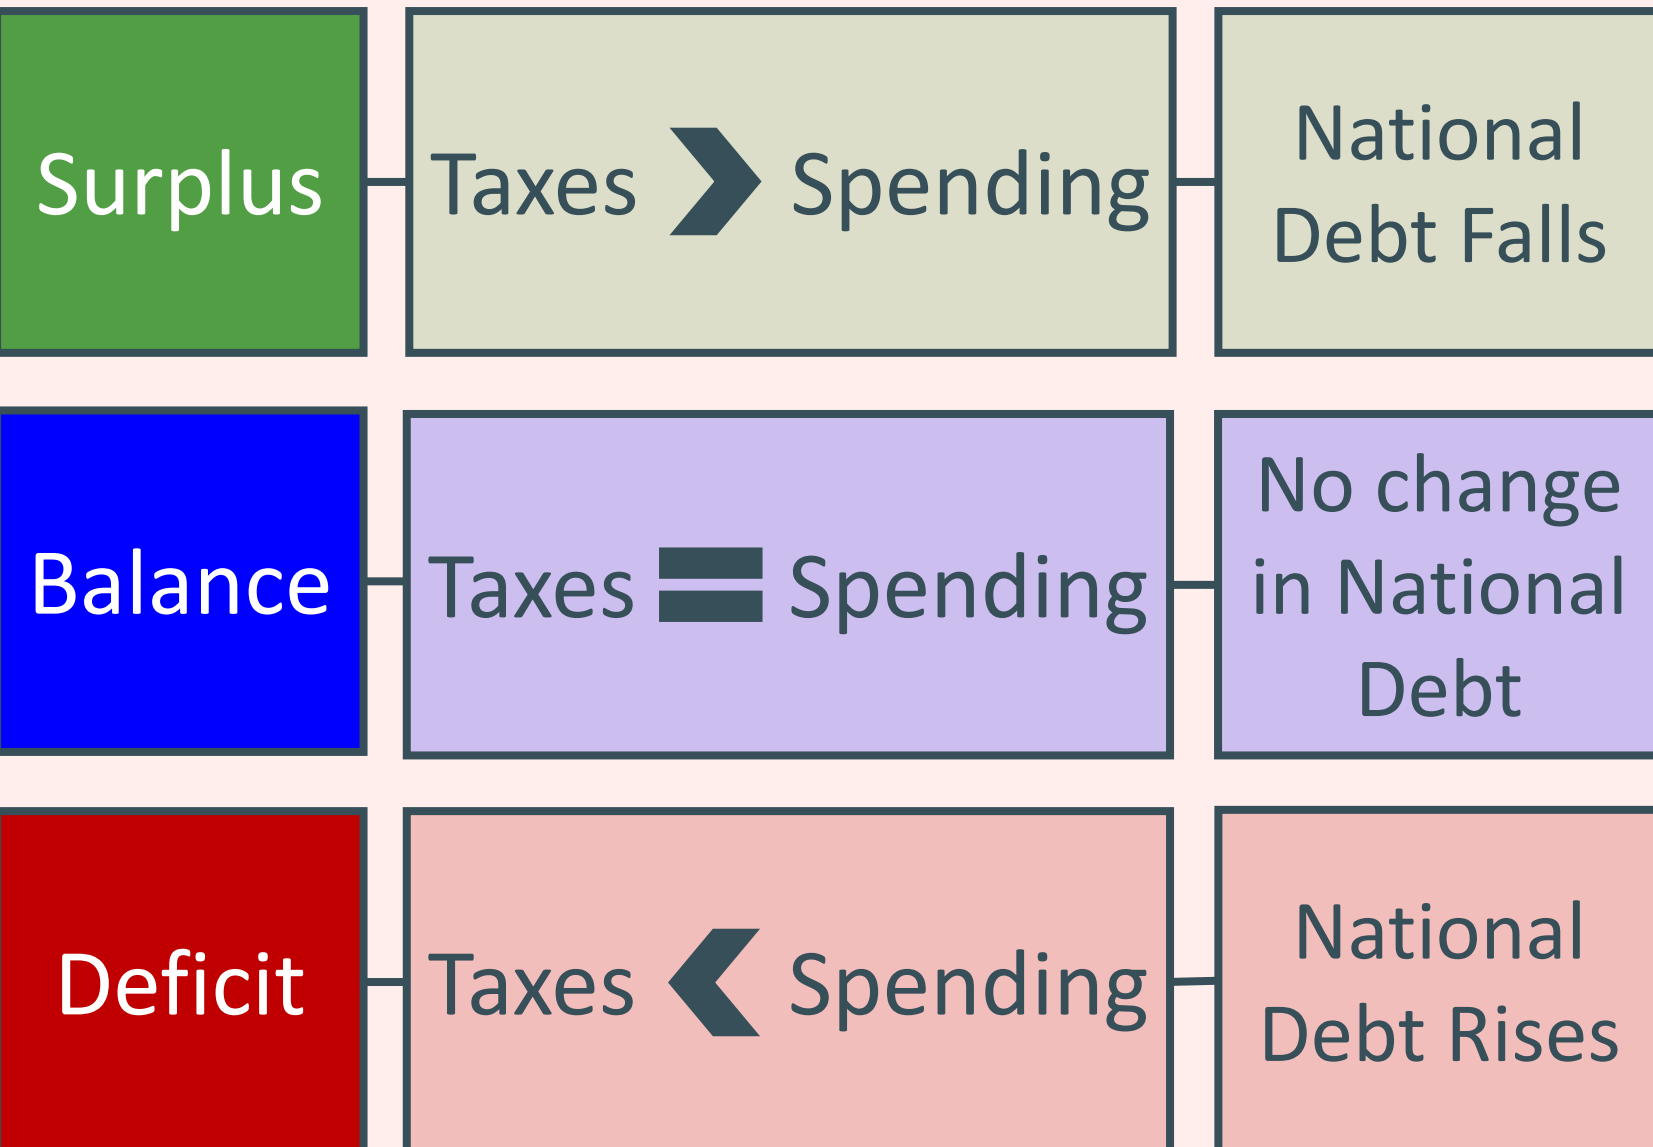 Surplus
Taxes > Spending
National
Debt Falls
Balance
Taxes = Spending
No change
in National
Debt
Deficit
Taxes < Spending
National
Debt Rises